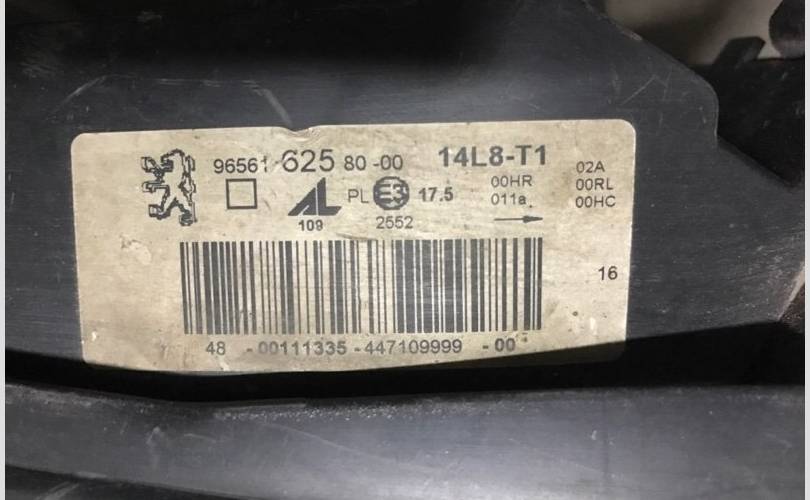 96561 625 80-00 14L8-T1
AL PL E3 17.5 00HR 02A
011a 00RL
00HC
109 2552
16
48 -00111335-447109999 -00